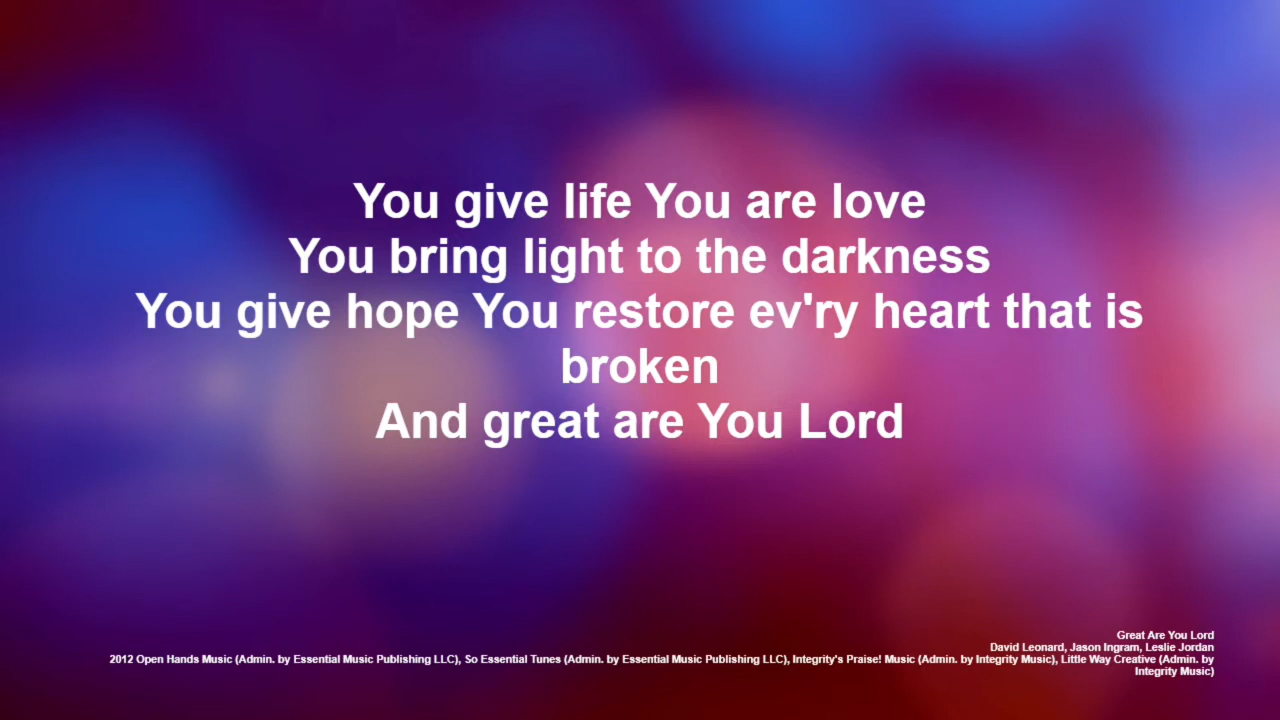 You give life You are love
You bring light to the darkness
You give hope You restore ev'ry heart that is
broken
And great are You Lord
Great Are You Lord
David Leonard, Jason Ingram, Leslie Jordan
2012 Open Hands Music (Admin. by Essential Music Publishing LLC), So Essential Tunes (Admin. by Essential Music Publishing LLC), Integrity's Praise! Music (Admin. by Integrity Music), Little Way Creative (Admin. by
Integrity Music)